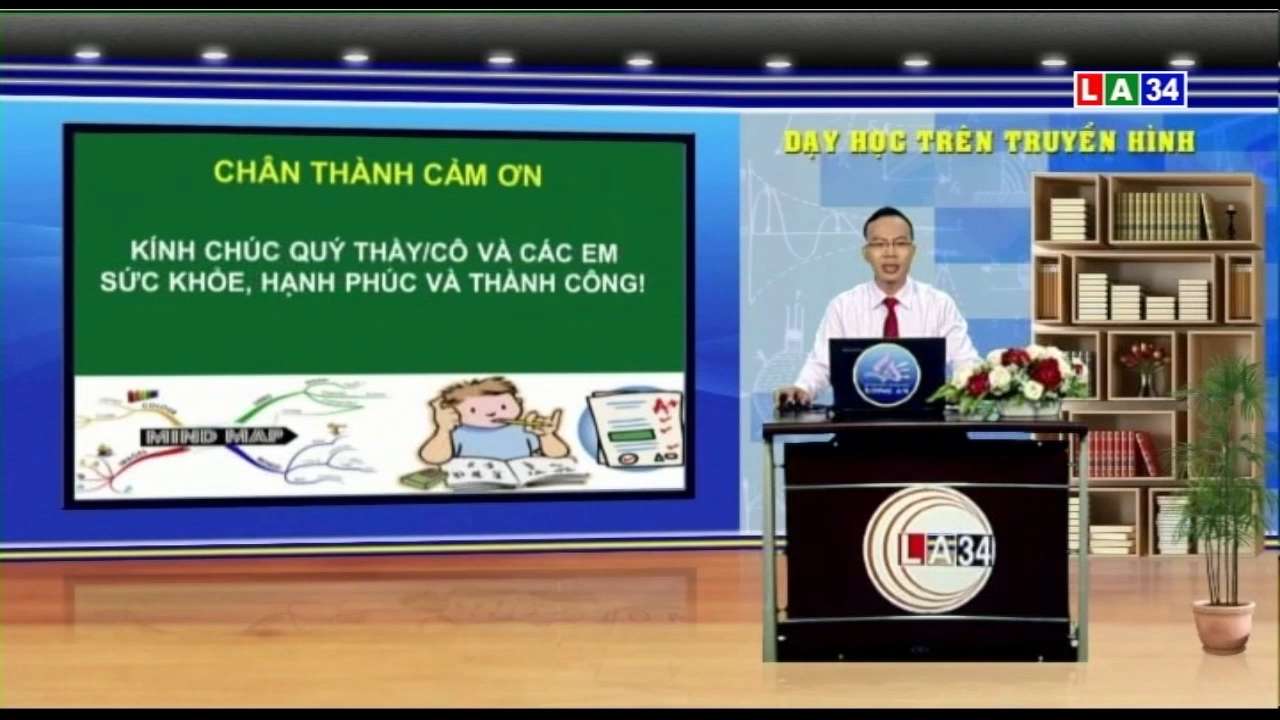 LA34
DẠY HỌC TRÊN TRUYỀN HÌNH
CHÂN THÀNH CẢM ƠN
KÍNH CHÚC QUÝ THẦY/CÔ VÀ CÁC EM
SỨC KHỎE, HẠNH PHÚC VÀ THÀNH CÔNG!
MIND MAP
A+
LA34